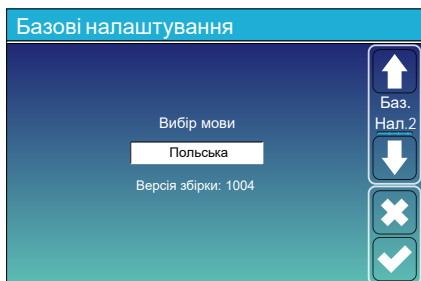 Базові налаштування
Вибір мови
Польська
Версія збірки: 1004
Баз.
Нал.2